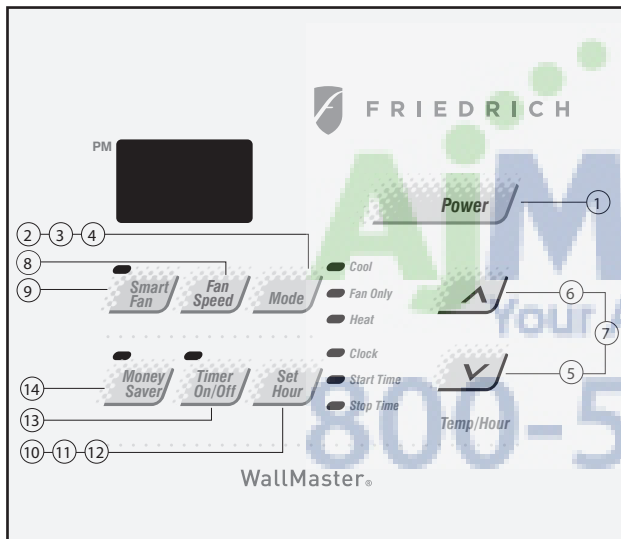 FRIEDRICH
PM
Power
1
2 3 4
8
9
Smart Fan
Fan Speed
Mode
Cool
Fan Only
Heat
6
7
5
Clock
Start Time
Stop Time
Money Saver
Timer On/Off
Set Hour
14
13
10 11 12
Temp/Hour
WallMaster®
Your
800-5